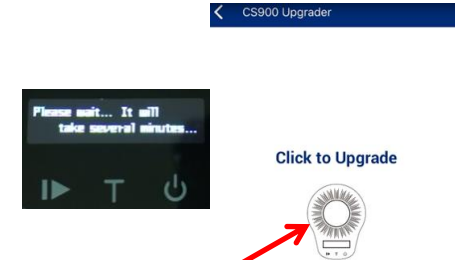 CS900 Upgrader
Please wait... It will
take several minutes...
T
Click to Upgrade
T